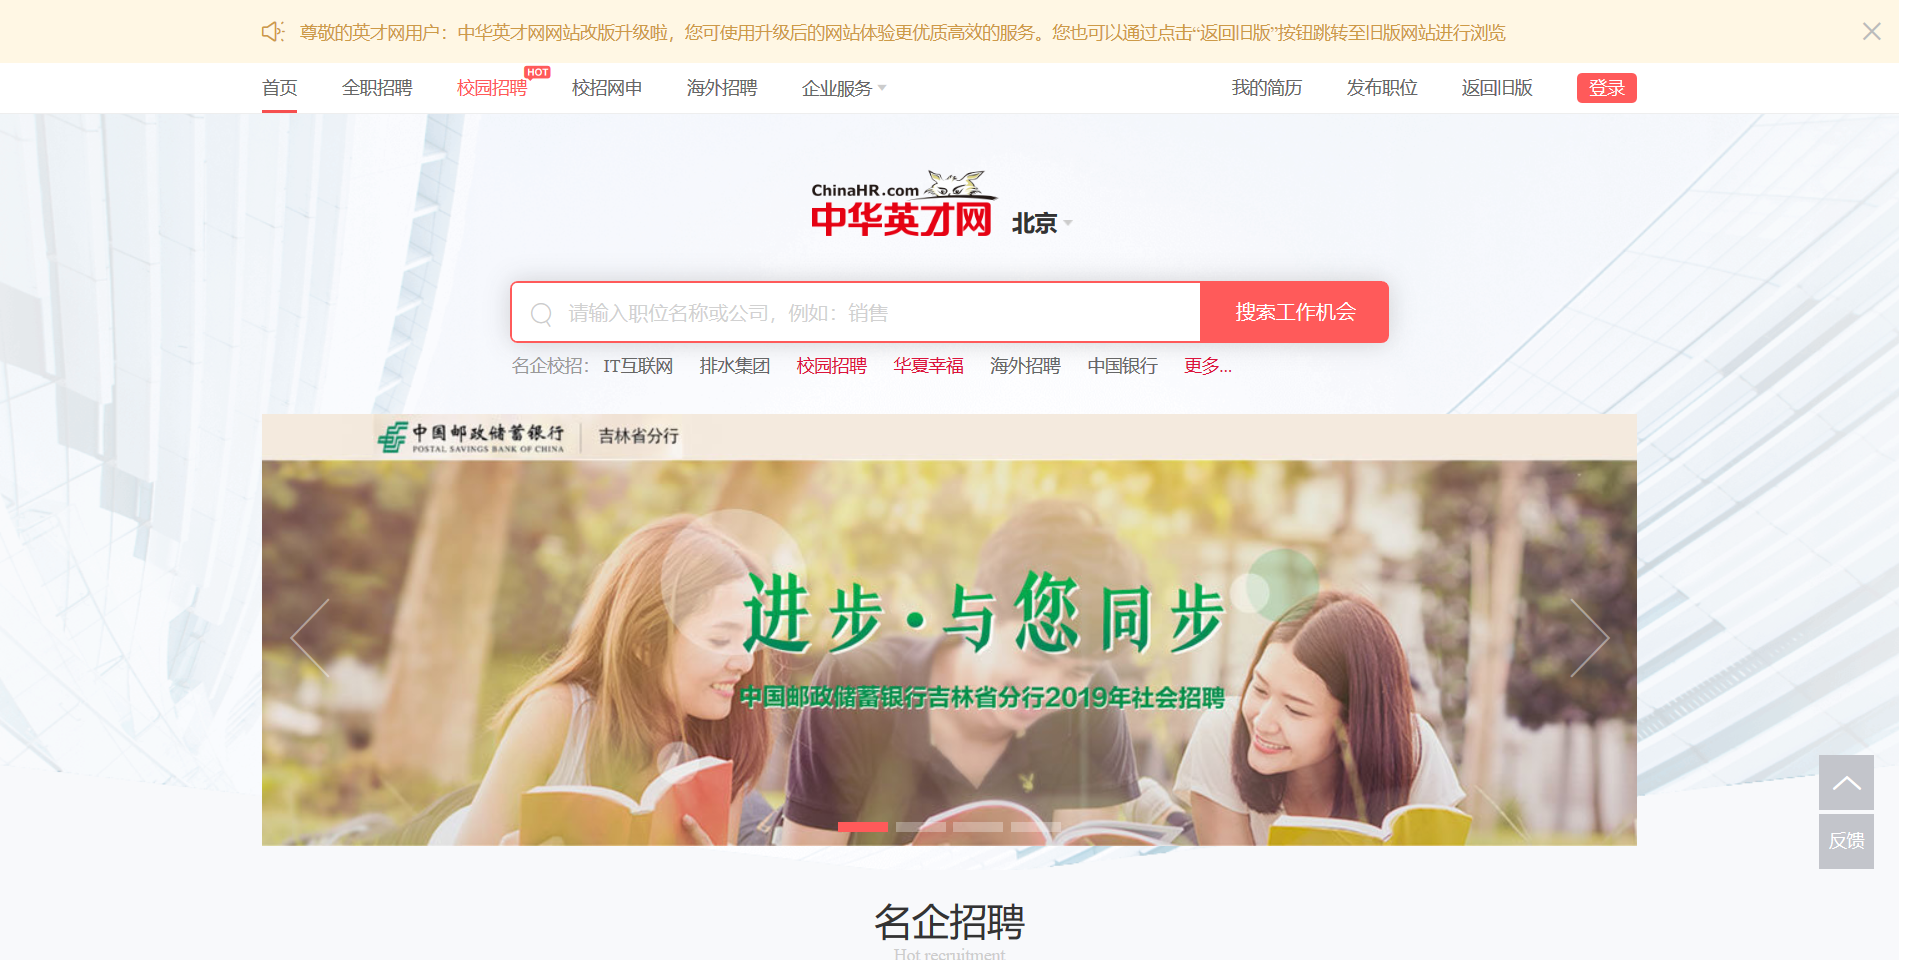 尊敬的英才网用户：中华英才网网站改版升级啦，您可使用升级后的网站体验更优质高效的服务。您也可以通过点击“返回旧版”按钮跳转至旧版网站进行浏览
首页 全职招聘 校园招聘 HOT 校招网申 海外招聘 企业服务 我的简历 发布职位 返回旧版 登录
ChinaHR.com
中华英才网 北京
请输入职位名称或公司，例如：销售 搜索工作机会
名企校招： IT互联网 排水集团 校园招聘 华夏幸福 海外招聘 中国银行 更多...
中国邮政储蓄银行 吉林省分行
POSTAL SAVINGS BANK OF CHINA
进步·与您同步
中国邮政储蓄银行吉林省分行2019年社会招聘
反馈
名企招聘
Hot recruitment